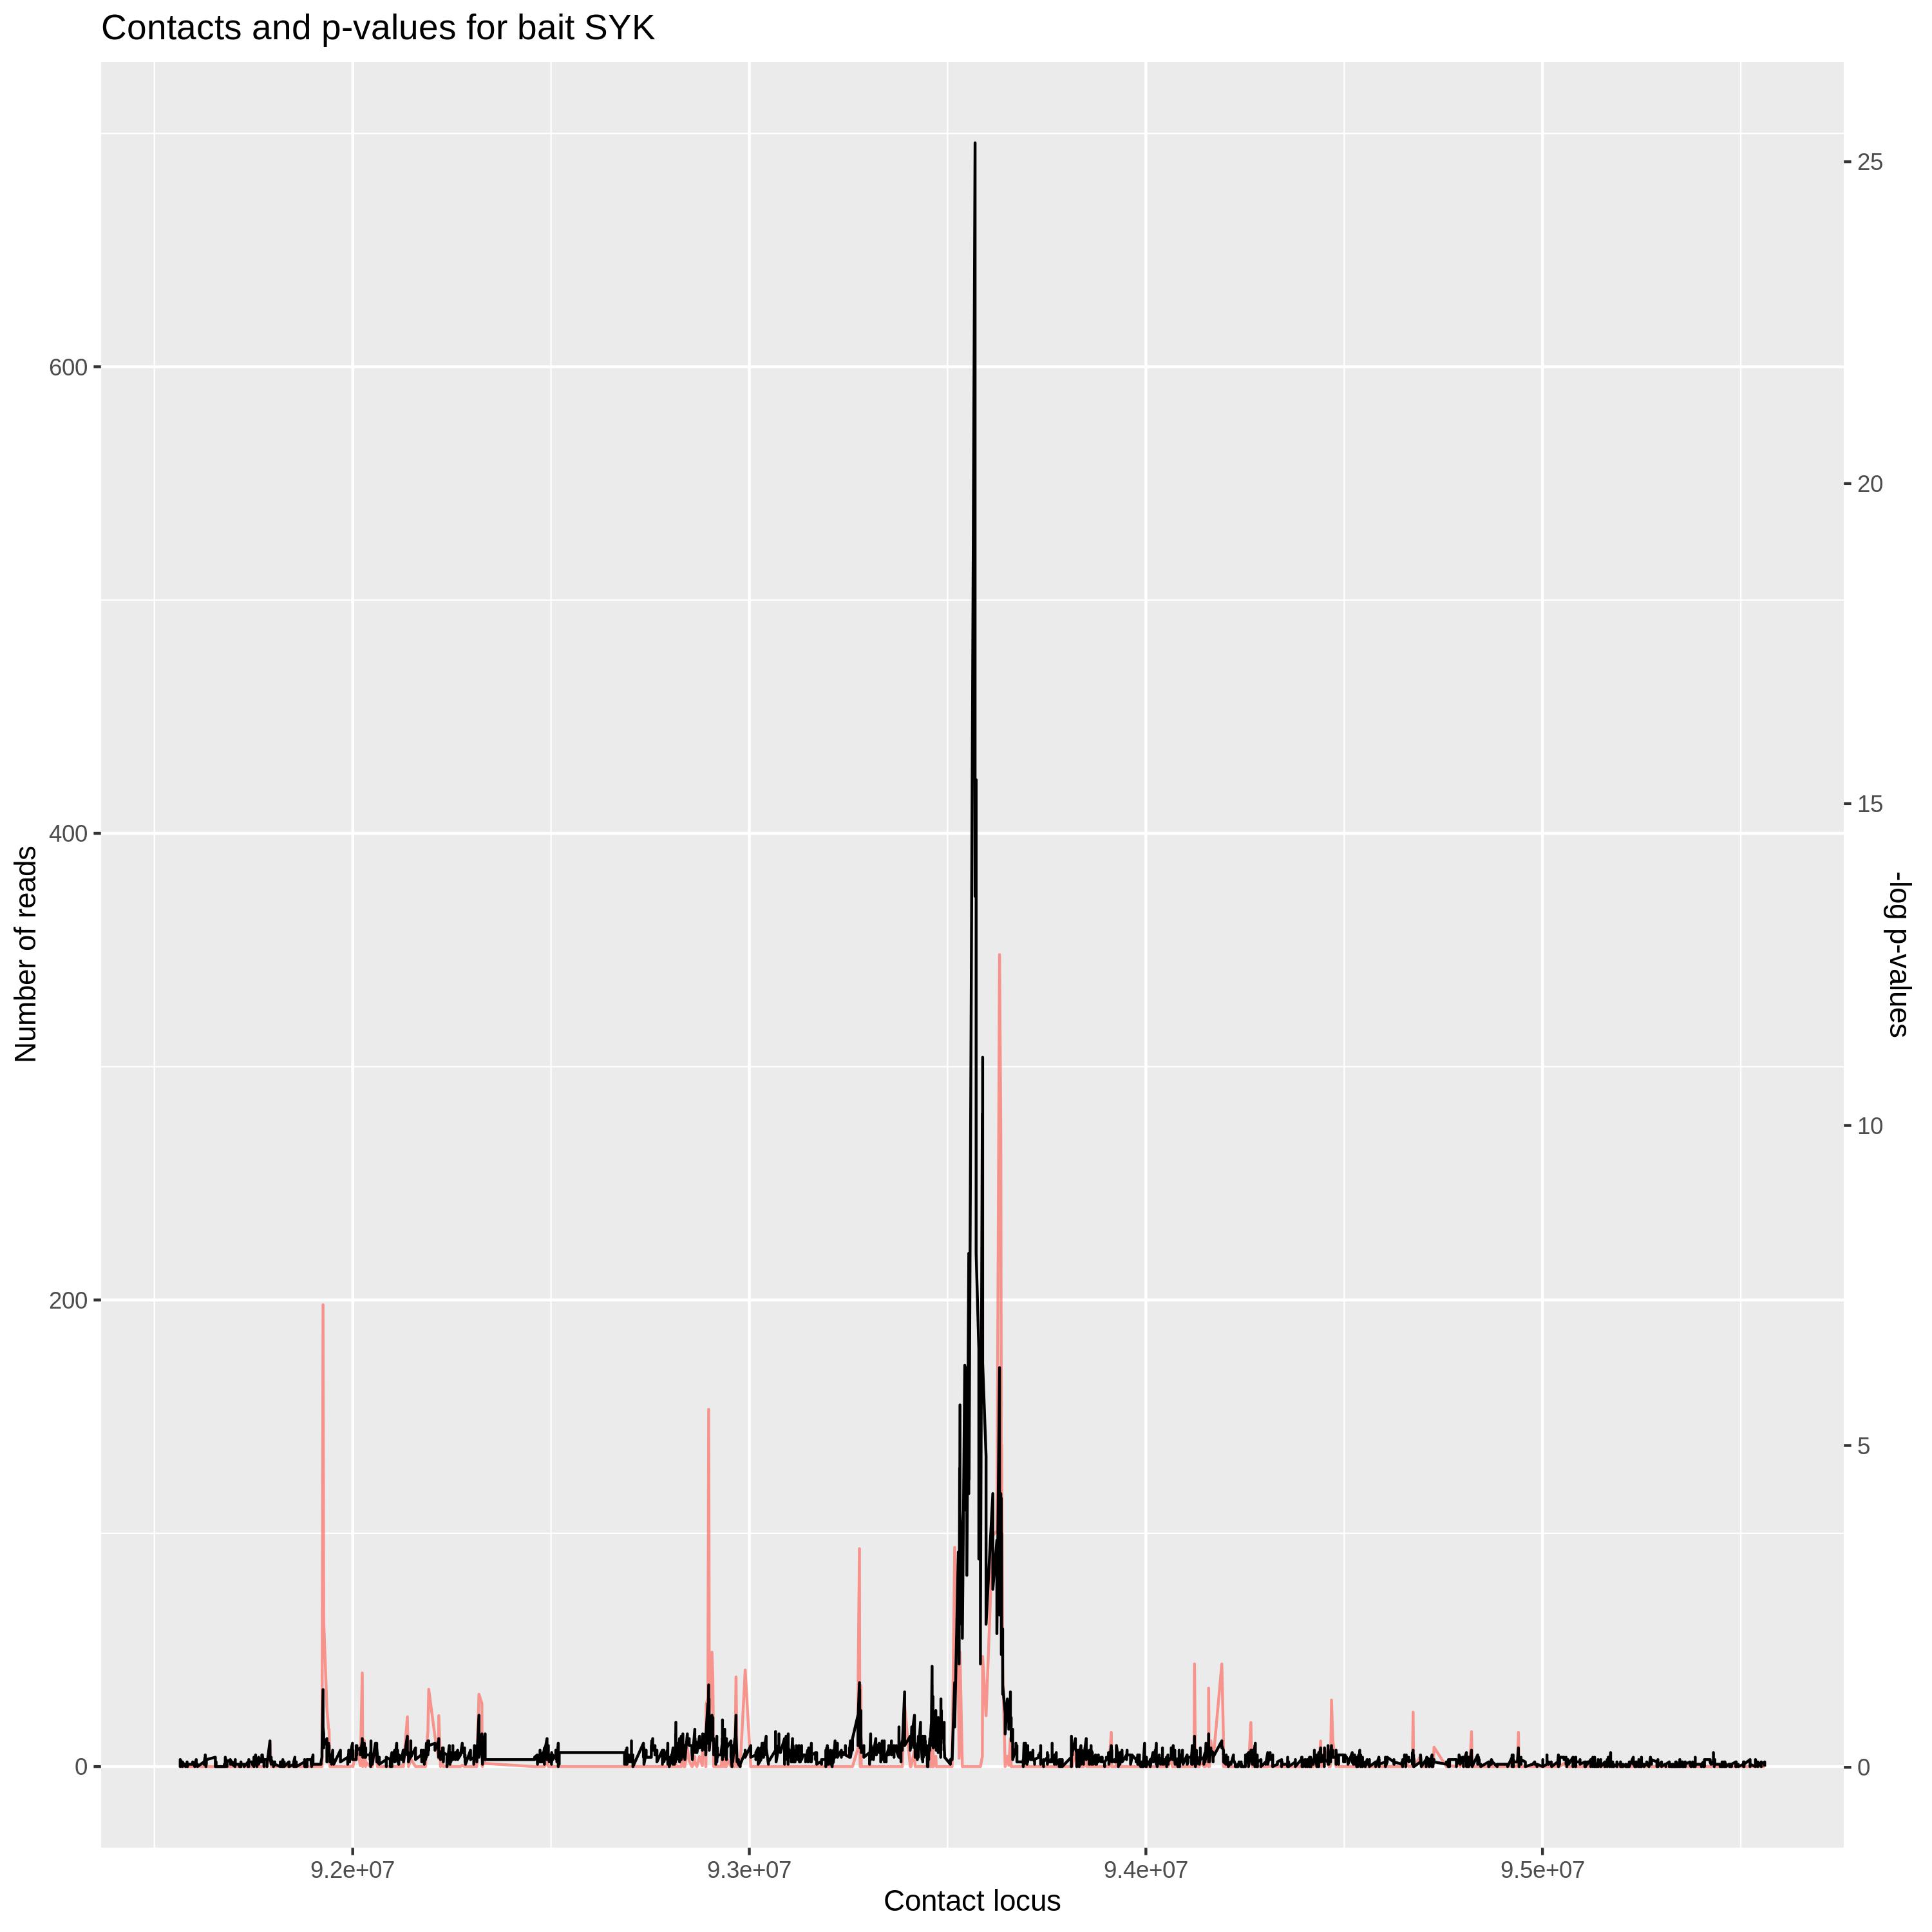 Contacts and p-values for bait SYK
Number of reads
600
400
200
0
25
20
15
10
5
0
-log p-values
9.2e+07
9.3e+07
9.4e+07
9.5e+07
Contact locus